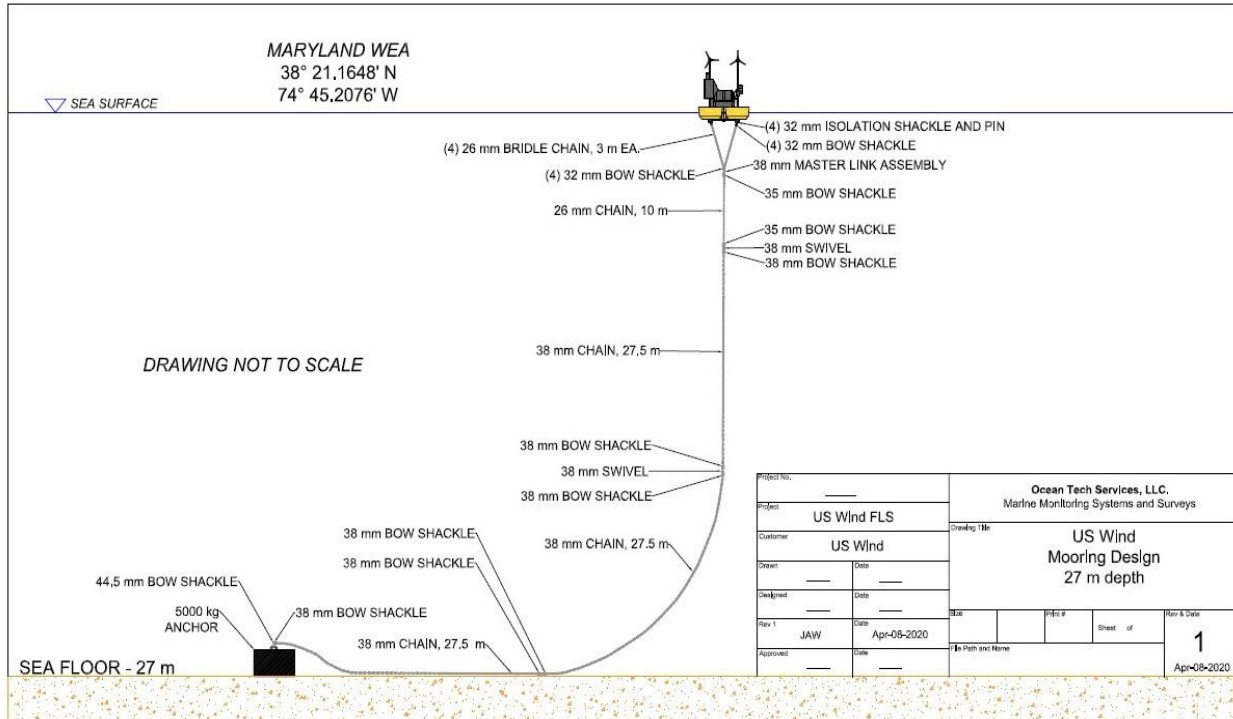 MARYLAND WEA
38° 21.1648' N
74° 45.2076' W
SEA SURFACE
(4) 32 mm ISOLATION SHACKLE AND PIN
(4) 32 mm BOW SHACKLE
(4) 26 mm BRIDLE CHAIN, 3 m EA.
38 mm MASTER LINK ASSEMBLY
(4) 32 mm BOW SHACKLE
35 mm BOW SHACKLE
26 mm CHAIN, 10 m
35 mm BOW SHACKLE
38 mm SWIVEL
38 mm BOW SHACKLE
38 mm CHAIN, 27.5 m
DRAWING NOT TO SCALE
38 mm BOW SHACKLE
38 mm SWIVEL
38 mm BOW SHACKLE
38 mm BOW SHACKLE
38 mm CHAIN, 27.5 m
38 mm BOW SHACKLE
44.5 mm BOW SHACKLE
5000 kg
ANCHOR
38 mm BOW SHACKLE
38 mm CHAIN, 27.5 m
SEA FLOOR - 27 m
Project No.
Project
US Wind FLS
Customer
US Wind
Drawn
Date
Designed
Date
Rev 1
JAW
Date
Apr-08-2020
Approved
Date
Ocean Tech Services, LLC.
Marine Monitoring Systems and Surveys
Drawing Title
US Wind
Mooring Design
27 m depth
Size
Print #
Sheet of
Rev & Date
1
Apr-08-2020
File Path and Name